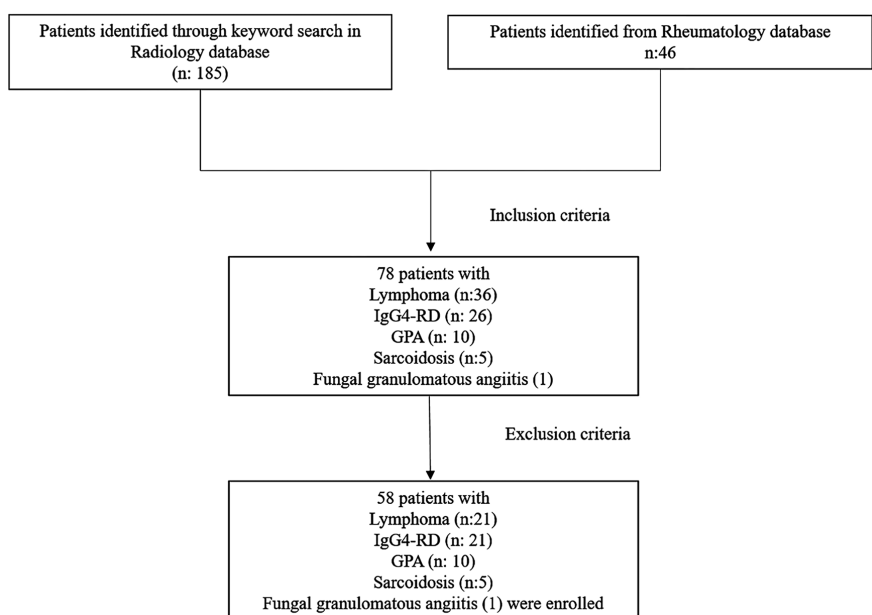 Patients identified through keyword search in
Radiology database
(n: 185)
Patients identified from Rheumatology database
n:46
Inclusion criteria
78 patients with
Lymphoma (n:36)
IgG4-RD (n: 26)
GPA (n: 10)
Sarcoidosis (n:5)
Fungal granulomatous angiitis (1)
Exclusion criteria
58 patients with
Lymphoma (n:21)
IgG4-RD (n: 21)
GPA (n: 10)
Sarcoidosis (n:5)
Fungal granulomatous angiitis (1) were enrolled